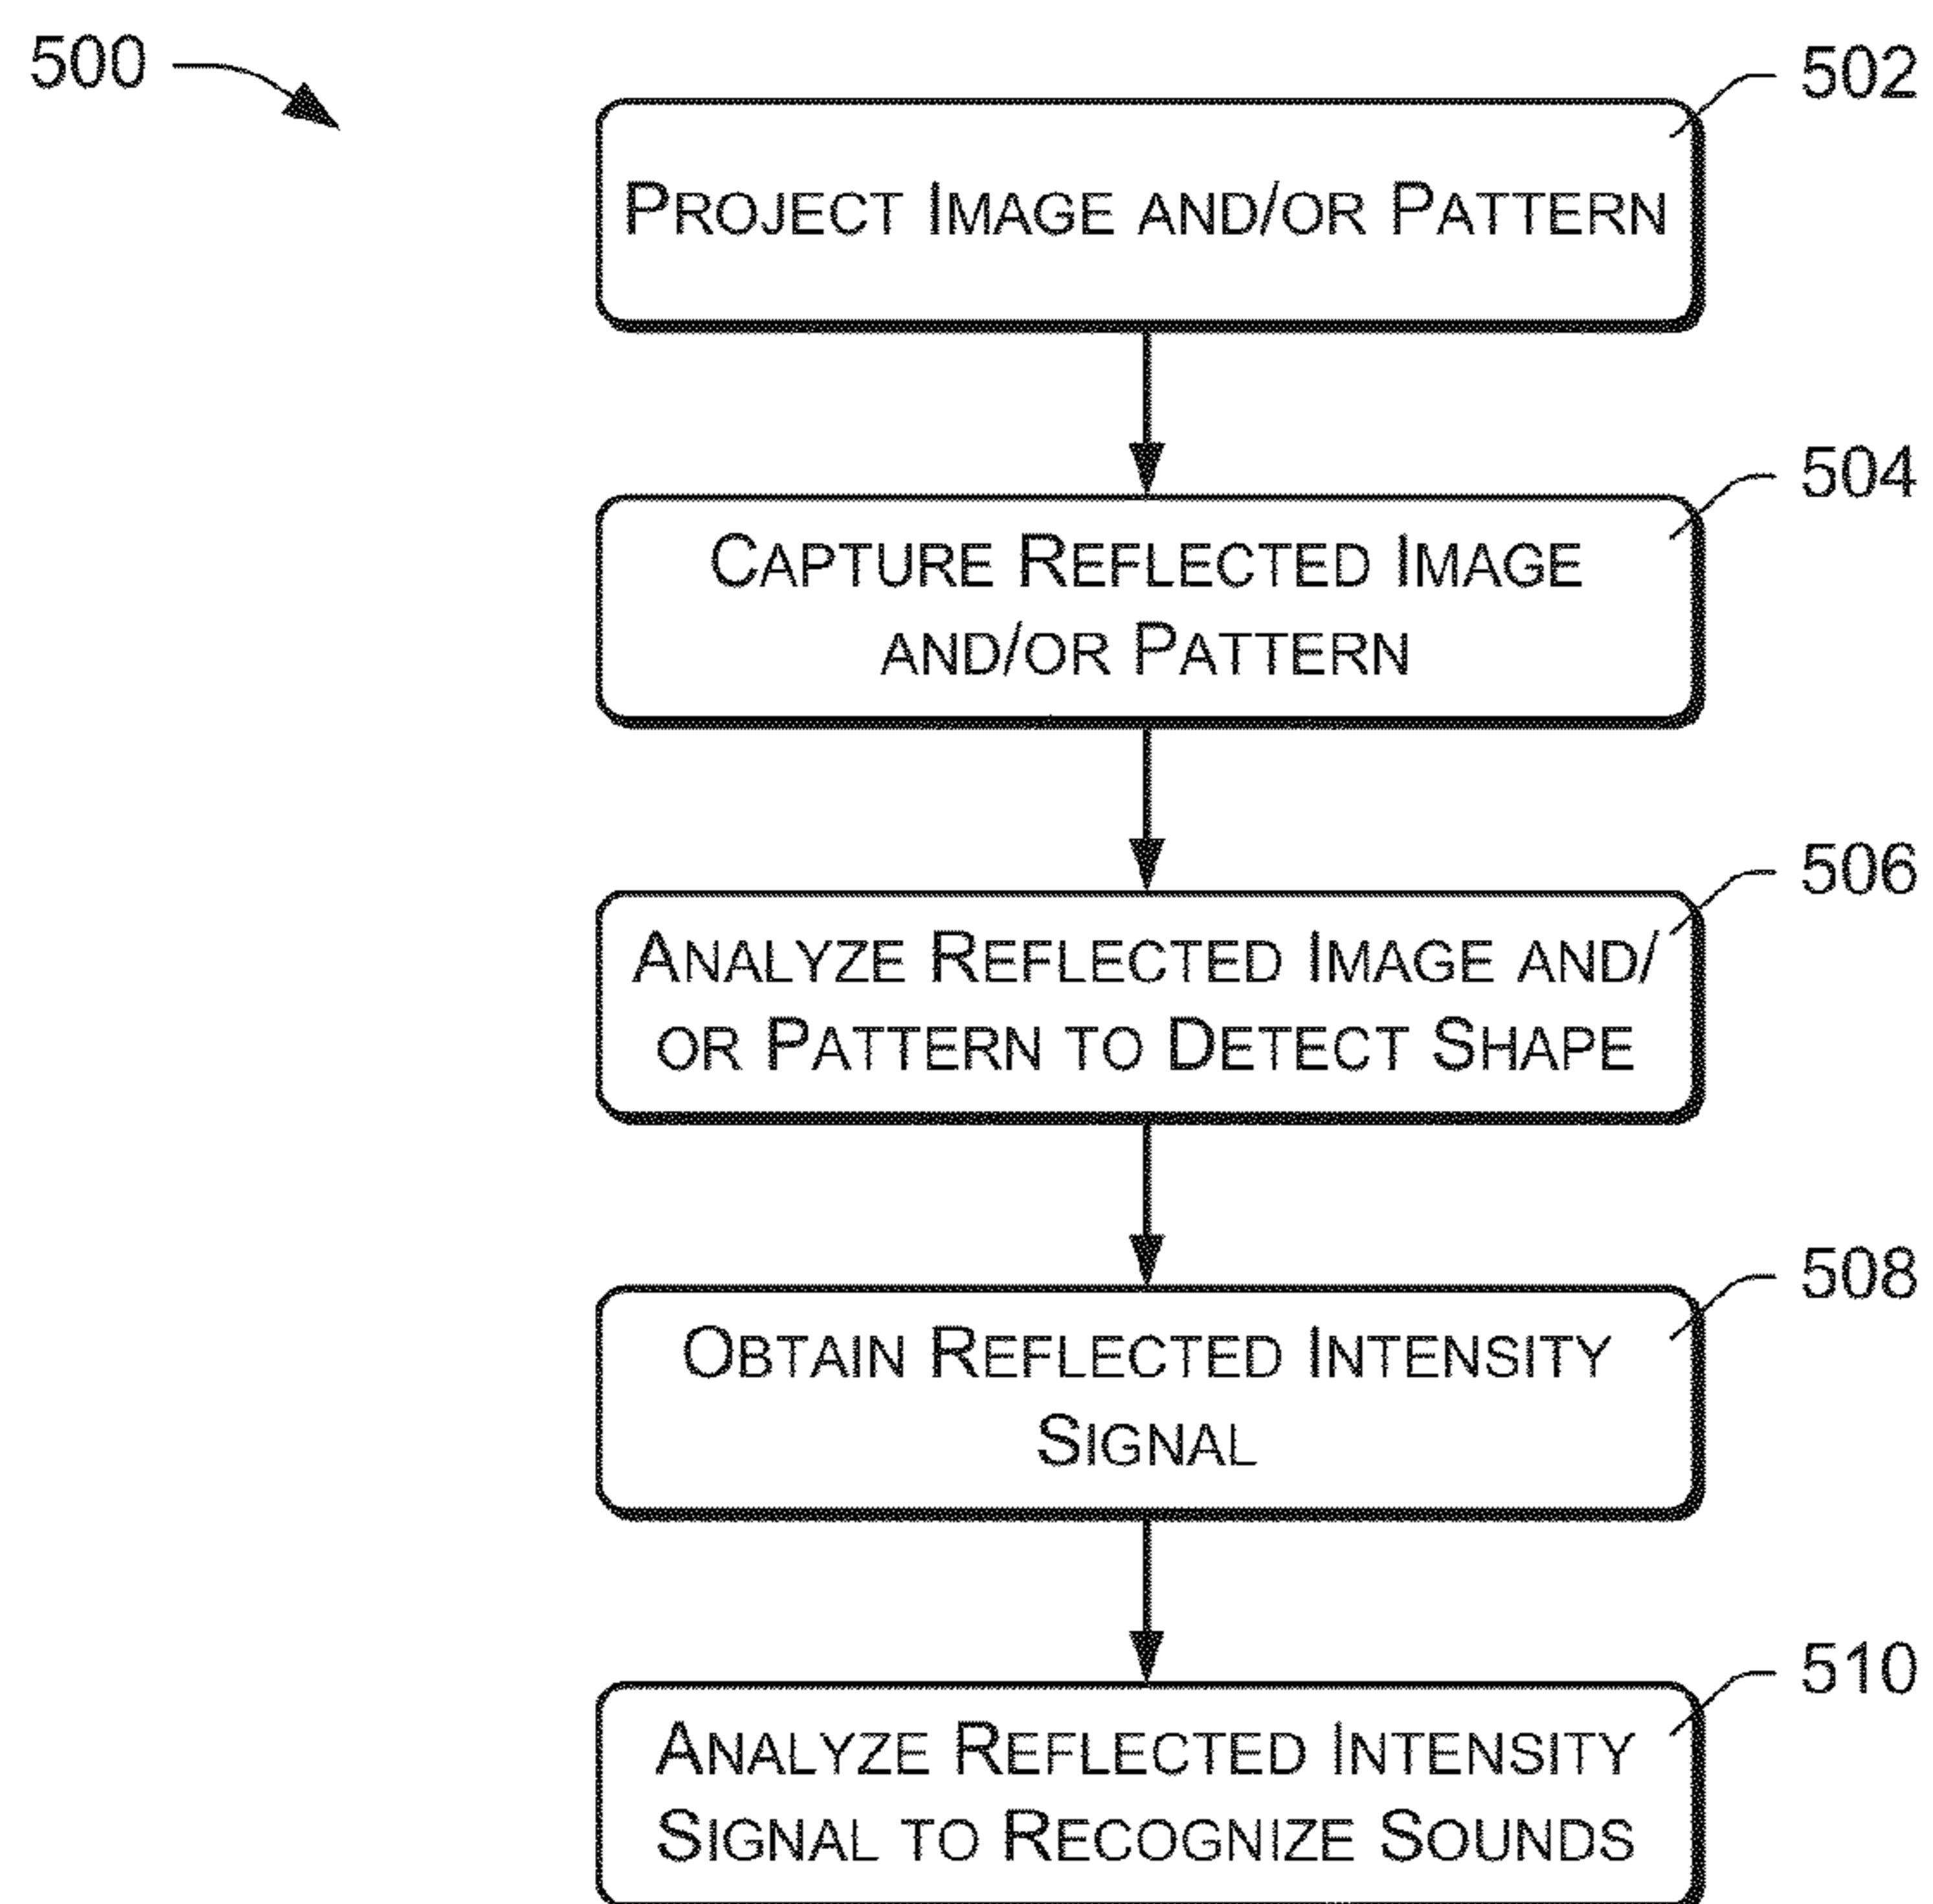 500
502
PROJECT IMAGE AND/OR PATTERN
504
CAPTURE REFLECTED IMAGE
AND/OR PATTERN
506
ANALYZE REFLECTED IMAGE AND/
OR PATTERN TO DETECT SHAPE
508
OBTAIN REFLECTED INTENSITY
SIGNAL
510
ANALYZE REFLECTED INTENSITY
SIGNAL TO RECOGNIZE SOUNDS